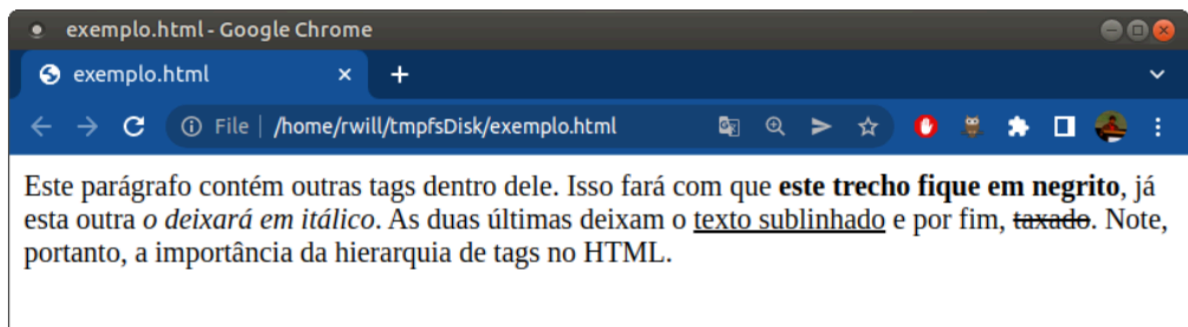 exemplo.html - Google Chrome
exemplo.html
File | /home/rwill/tmpfsDisk/exemplo.html
Este parágrafo contém outras tags dentro dele. Isso fará com que este trecho fique em negrito, já
esta outra o deixará em itálico. As duas últimas deixam o texto sublinhado e por fim, taxado. Note,
portanto, a importância da hierarquia de tags no HTML.